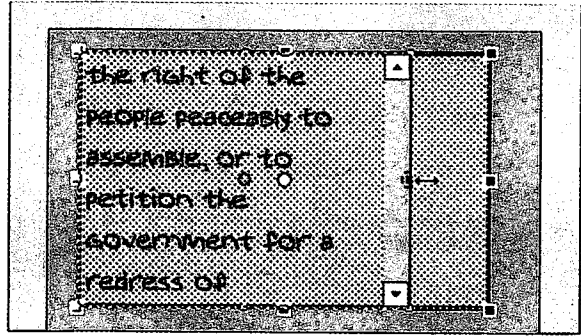 the right of the
people peaceably to
assemble, or to
petition the
government for a
redress of